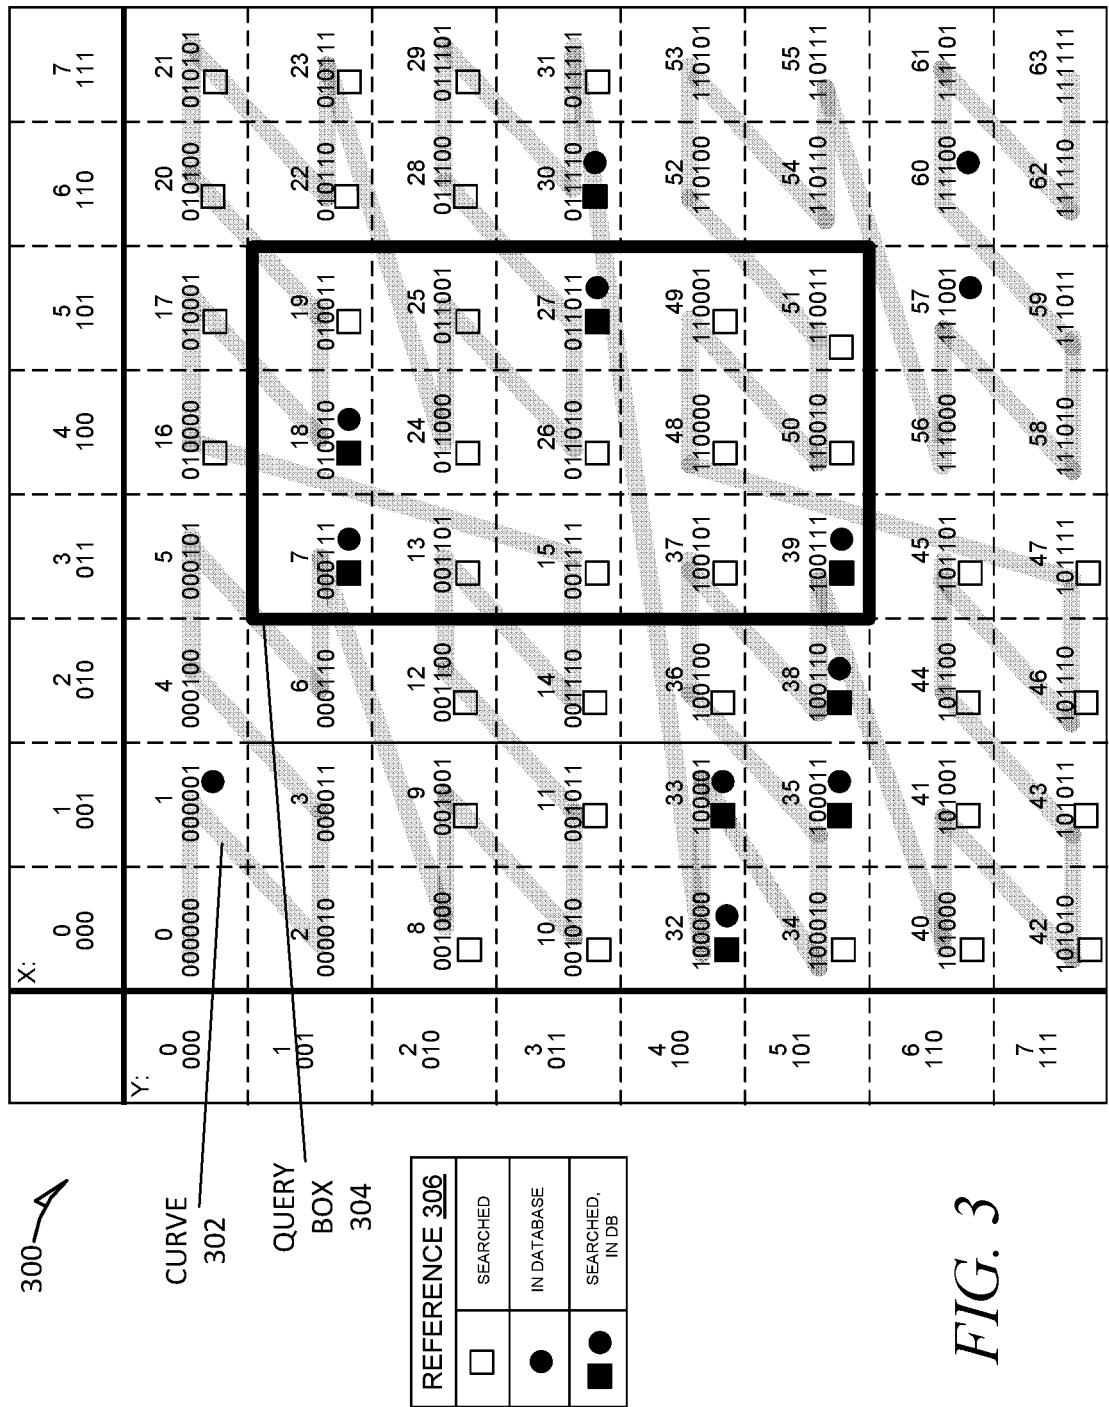 300
X:
0 1 2 3 4 5 6 7
000 001 010 011 100 101 110 111
Y:
0 0 1 4 5 16 17 20 21
000 000000 000001 000100 000101 010000 010001 010100 010101
1 2 3 6 7 18 19 22 23
001 000010 000011 000110 000111 010010 010011 010110 010111
2 8 9 12 13 24 25 28 29
010 001000 001001 001100 001101 011000 011001 011100 011101
3 10 11 14 15 26 27 30 31
011 001010 001011 001110 001111 011010 011011 011110 011111
4 32 33 36 37 48 49 52 53
100 100000 100001 100100 100101 110000 110001 110100 110101
5 34 35 38 39 50 51 54 55
101 100010 100011 100110 100111 110010 110011 110110 110111
6 40 41 44 45 56 57 60 61
110 101000 101001 101100 101101 111000 111001 111100 111101
7 42 43 46 47 58 59 62 63
111 101010 101011 101110 101111 111010 111011 111110 111111
CURVE
302
QUERY
BOX
304
REFERENCE 306
SEARCHED
IN DATABASE
SEARCHED,
IN DB
FIG. 3